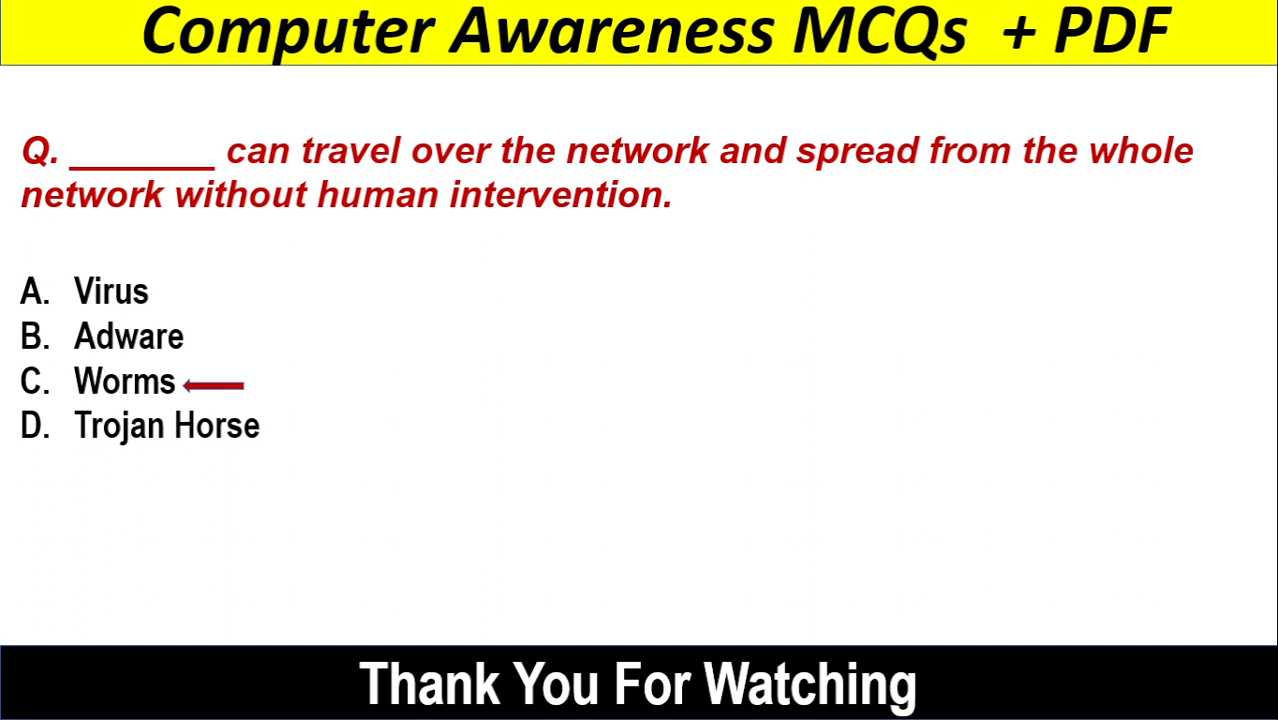 Computer Awareness MCQs + PDF
Q. _______ can travel over the network and spread from the whole
network without human intervention.
A. Virus
B. Adware
C. Worms
D. Trojan Horse
Thank You For Watching